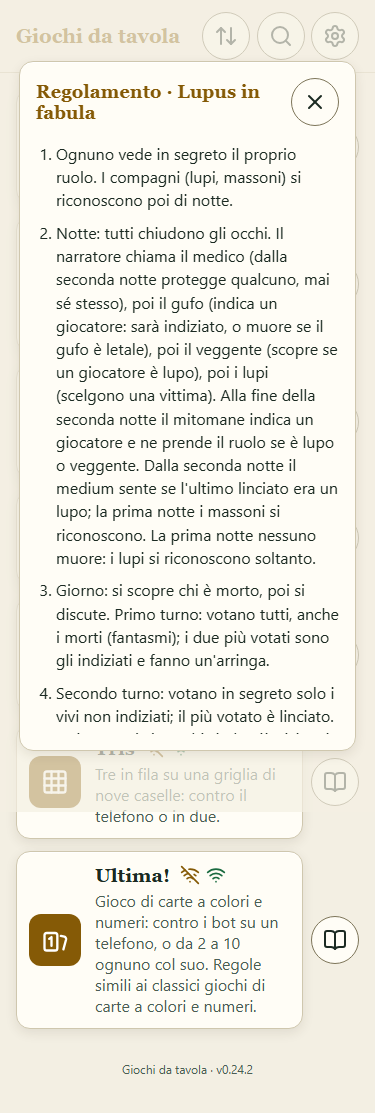 Giochi da tavola
Regolamento · Lupus in
fabula
1. Ognuno vede in segreto il proprio
ruolo. I compagni (lupi, massoni) si
riconoscono poi di notte.
2. Notte: tutti chiudono gli occhi. Il
narratore chiama il medico (dalla
seconda notte protegge qualcuno, mai
sé stesso), poi il gufo (indica un
giocatore: sarà indiziato, o muore se il
gufo è letale), poi il veggente (scopre se
un giocatore è lupo), poi i lupi
(scelgono una vittima). Alla fine della
seconda notte il mitomane indica un
giocatore e ne prende il ruolo se è lupo
o veggente. Dalla seconda notte il
medium sente se l'ultimo linciato era un
lupo; la prima notte i massoni si
riconoscono. La prima notte nessuno
muore: i lupi si riconoscono soltanto.
3. Giorno: si scopre chi è morto, poi si
discute. Primo turno: votano tutti, anche
i morti (fantasmi); i due più votati sono
gli indiziati e fanno un'arringa.
4. Secondo turno: votano in segreto solo i
vivi non indiziati; il più votato è linciato.
Tris
Tre in fila su una griglia di
nove caselle: contro il
telefono o in due.
Ultima!
Gioco di carte a colori e
numeri: contro i bot su un
telefono, o da 2 a 10
ognuno col suo. Regole
simili ai classici giochi di
carte a colori e numeri.
Giochi da tavola · v0.24.2